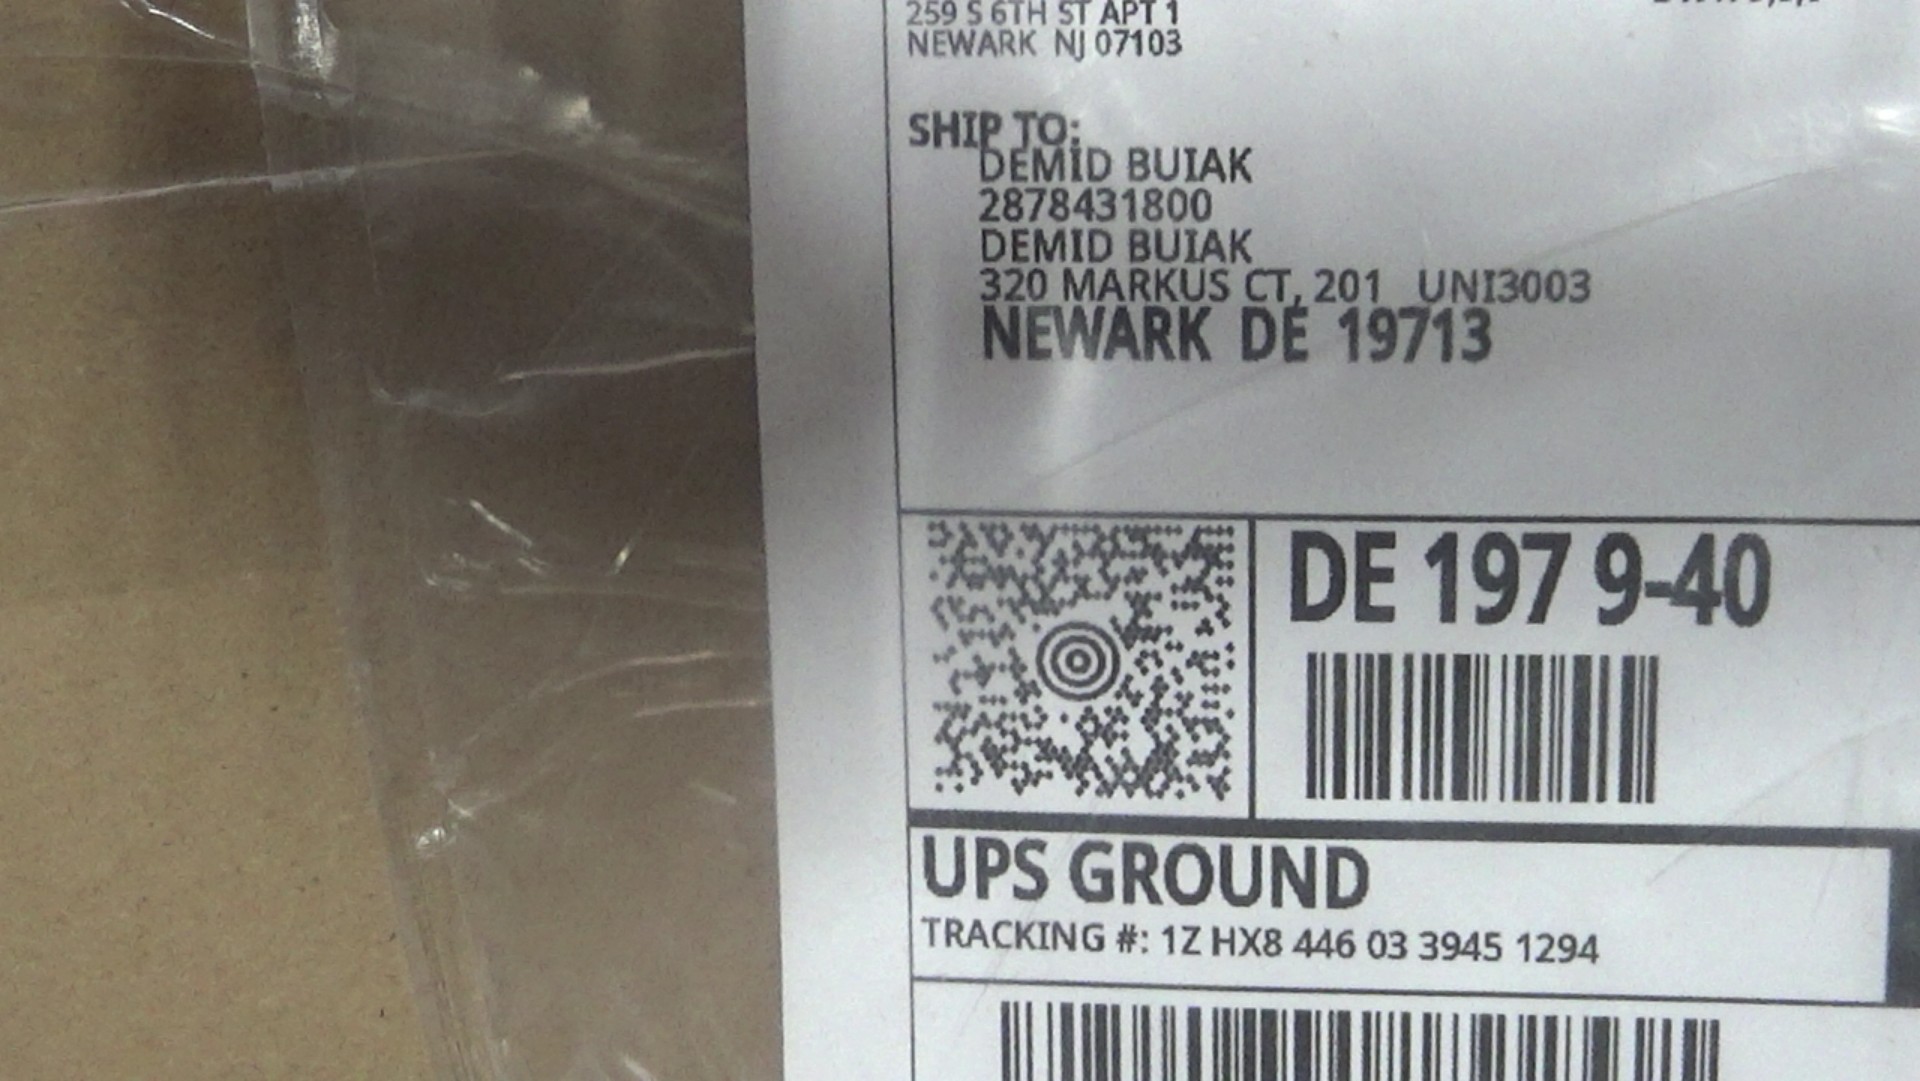 259 S 6TH ST APT 1
NEWARK NJ 07103
SHIP TO:
DEMID BUIAK
2878431800
DEMID BUIAK
320 MARKUS CT, 201 UNI3003
NEWARK DE 19713
DE 197 9-40
UPS GROUND
TRACKING #: 1Z HX8 446 03 3945 1294